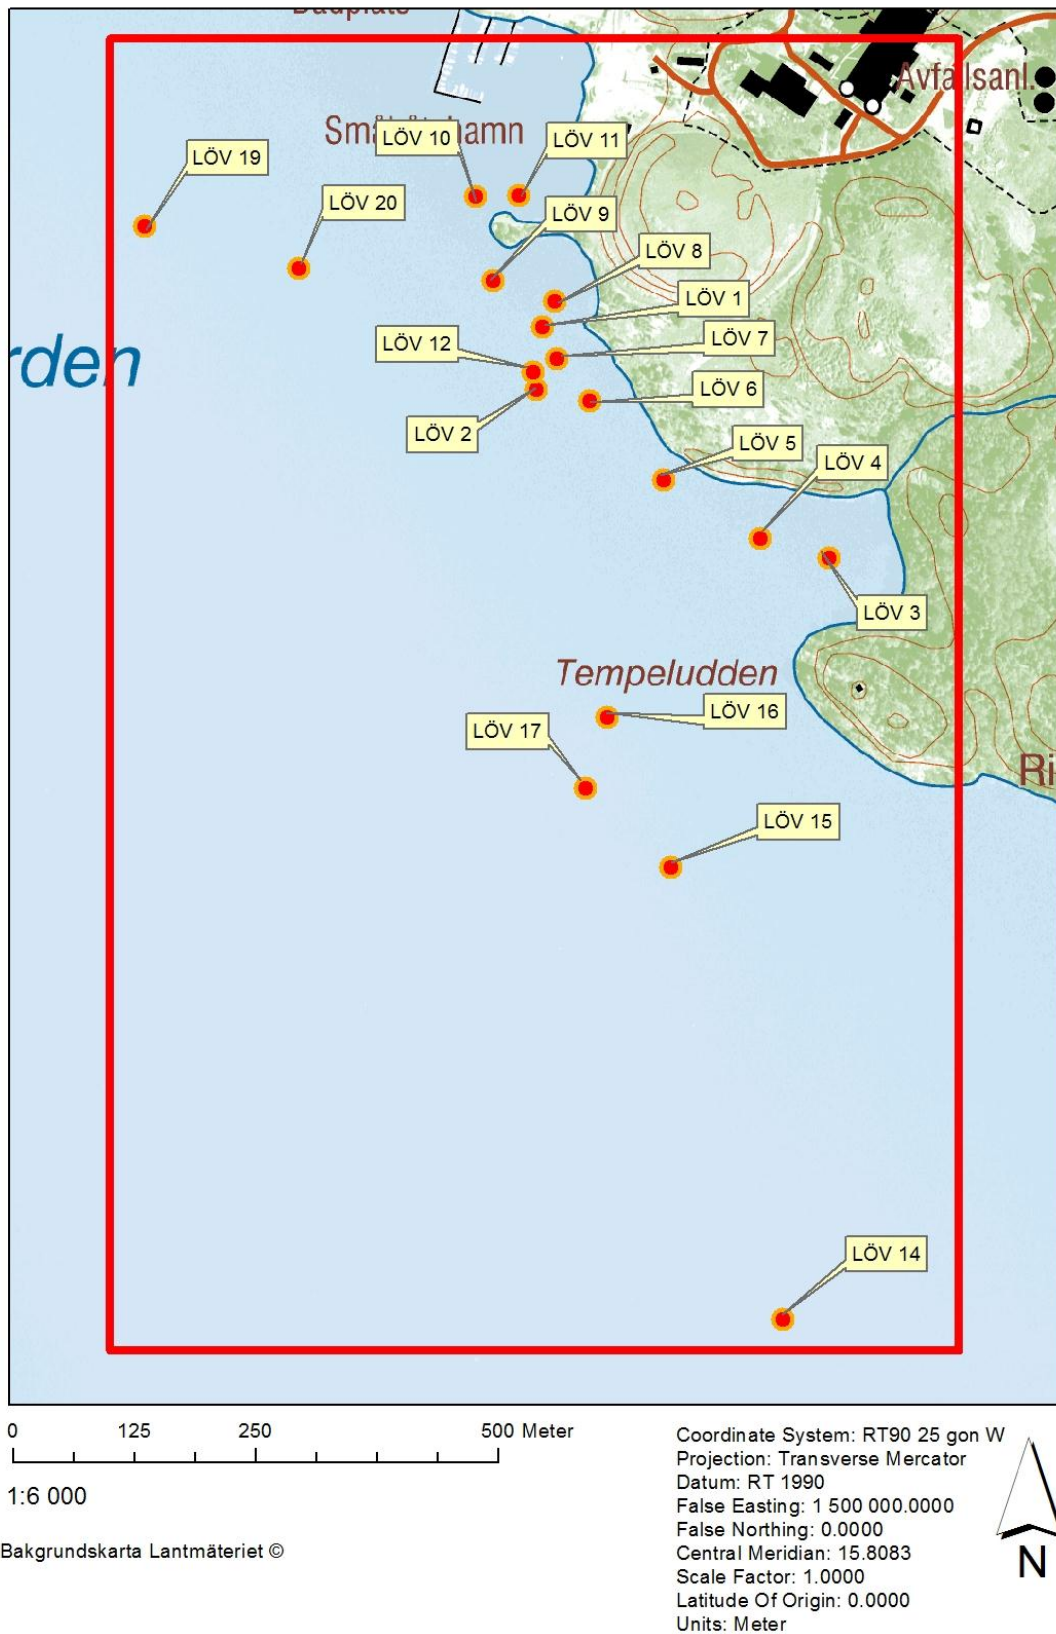 Avfallsanl.
LÖV 10
LÖV 11
LÖV 19
LÖV 20
LÖV 9
LÖV 8
LÖV 1
LÖV 7
LÖV 12
rden
LÖV 6
LÖV 2
LÖV 5
LÖV 4
LÖV 3
Tempeludden
LÖV 16
LÖV 17
Ri
LÖV 15
LÖV 14
0 125 250 500 Meter
1:6 000
Bakgrundskarta Lantmäteriet ©
Coordinate System: RT90 25 gon W
Projection: Transverse Mercator
Datum: RT 1990
False Easting: 1 500 000.0000
False Northing: 0.0000
Central Meridian: 15.8083
Scale Factor: 1.0000
Latitude Of Origin: 0.0000
Units: Meter
N